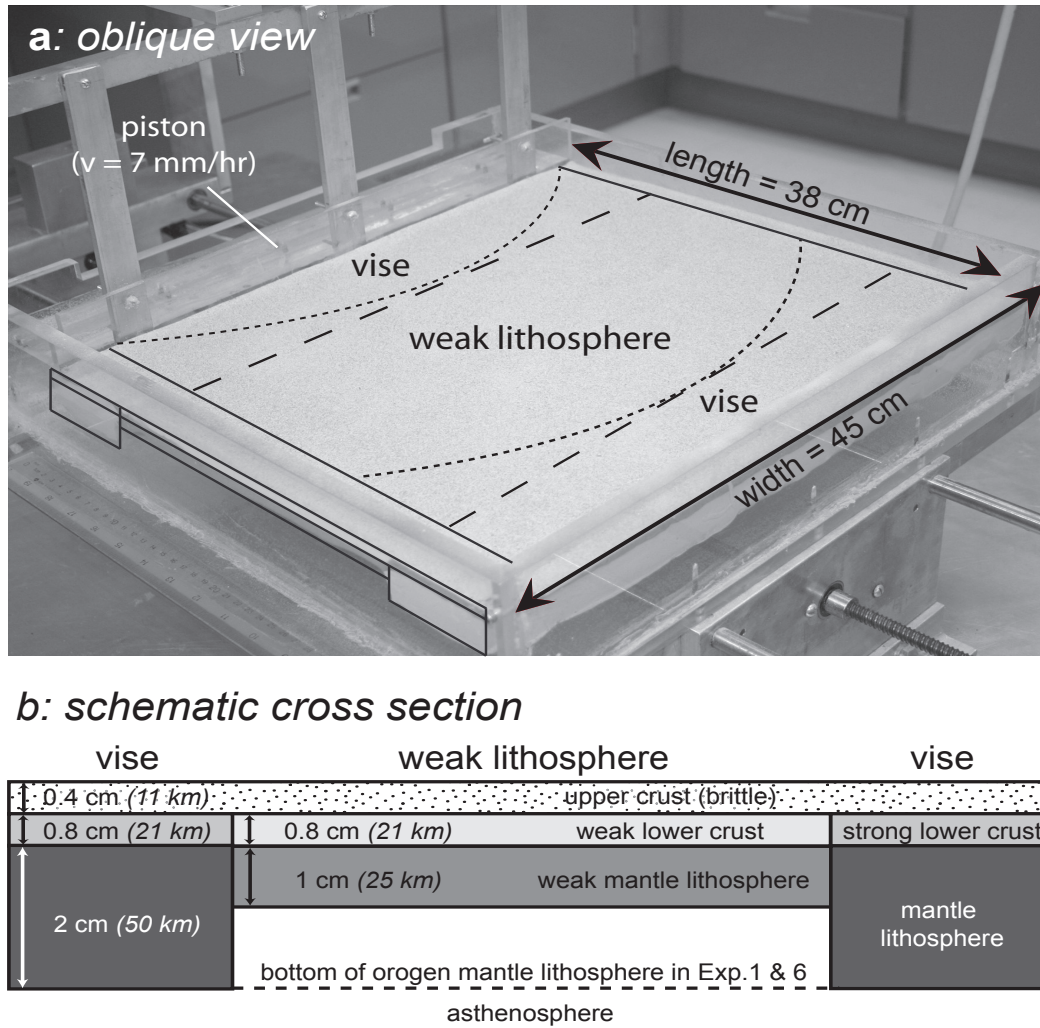 a: oblique view
piston
(v = 7 mm/hr)
length = 38 cm
vise
weak lithosphere
vise
width = 45 cm
b: schematic cross section
vise weak lithosphere vise
0.4 cm (11 km) upper crust (brittle)
0.8 cm (21 km) 0.8 cm (21 km) weak lower crust strong lower crust
1 cm (25 km) weak mantle lithosphere
2 cm (50 km)
mantle
lithosphere
bottom of orogen mantle lithosphere in Exp.1 & 6
asthenosphere